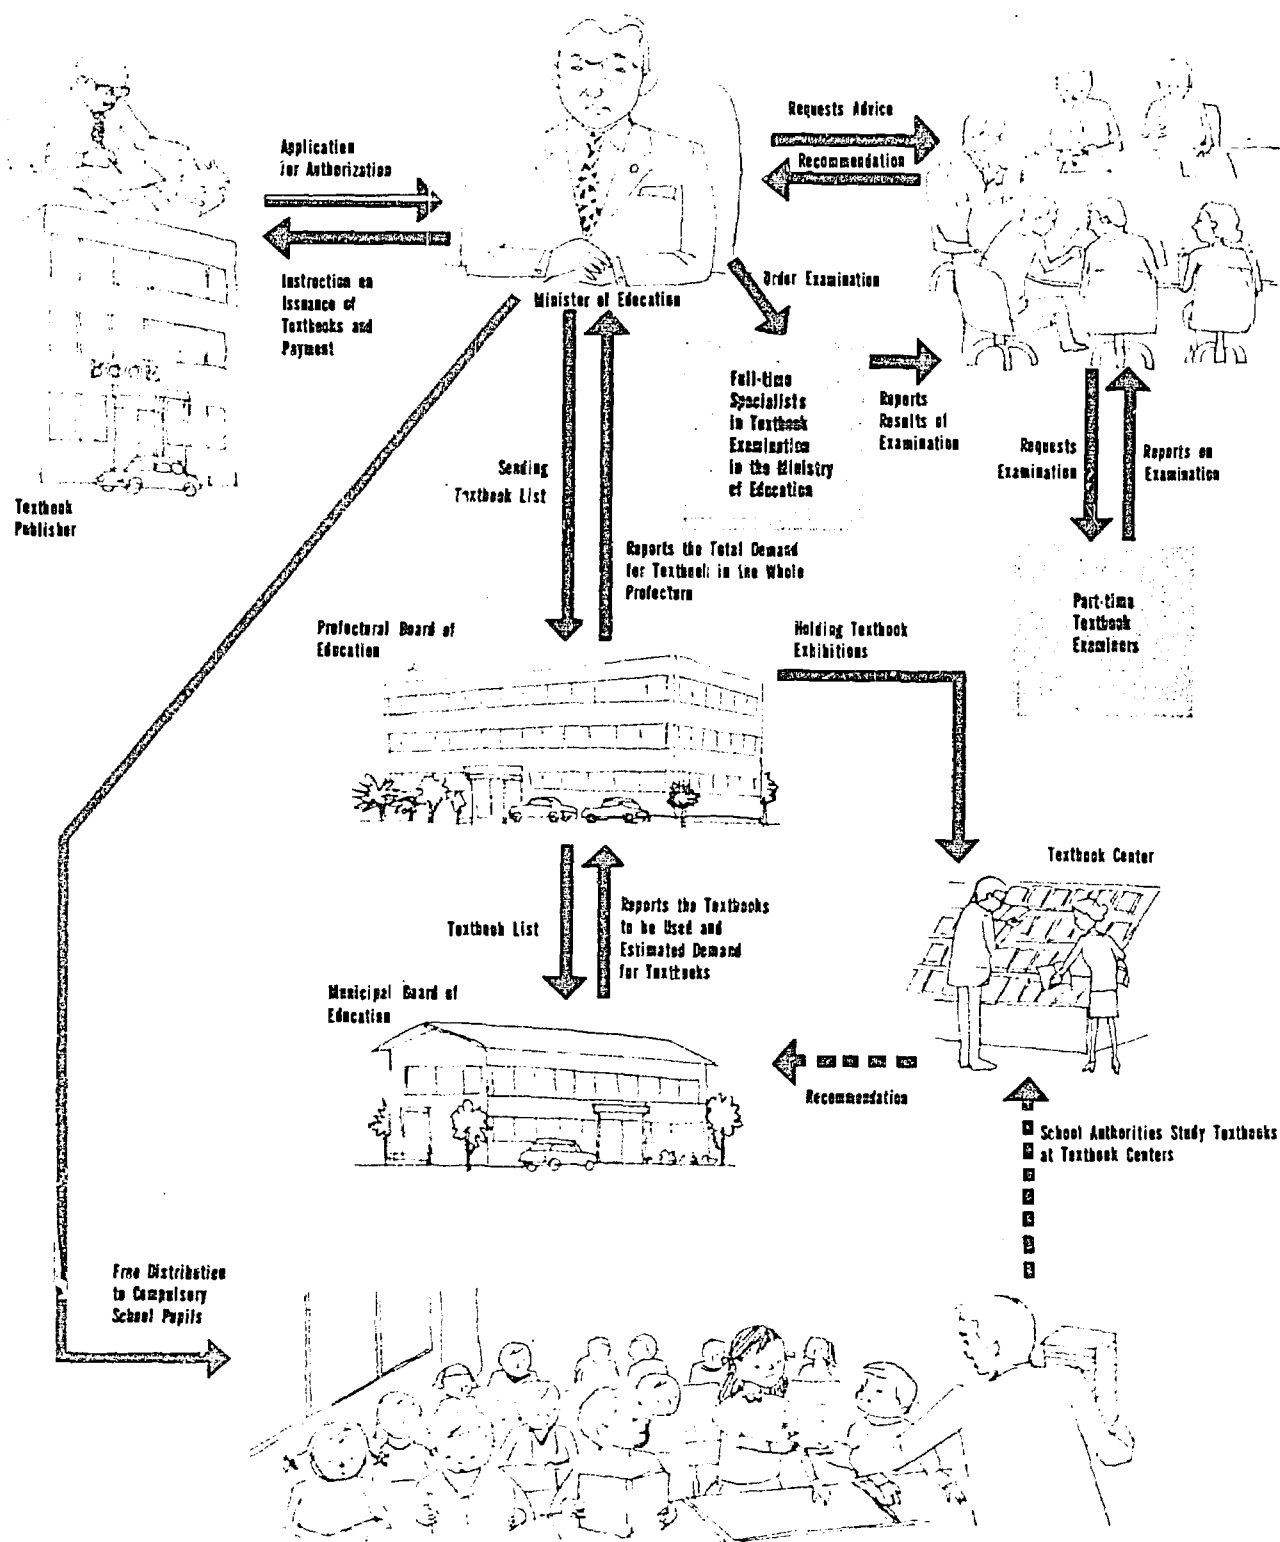 Requests Advice
Recommendation
Application
for Authorization
Instruction on
Issuance of
Textbooks and
Payment
Order Examination
Minister of Education
BOOK
Full-time
Specialists
in Textbook
Examination
in the Ministry
of Education
Reports
Results of
Examination
Requests
Examination
Reports on
Examination
Sending
Textbook List
Textbook
Publisher
Reports the Total Demand
for Textbook in the Whole
Prefecture
Part-time
Textbook
Examiners
Prefectural Board of
Education
Holding Textbook
Exhibitions
Textbook Center
Textbook List
Reports the Textbooks
to be Used and
Estimated Demand
for Textbooks
Municipal Board of
Education
Recommendation
School Authorities Study Textbooks
at Textbook Centers
Free Distribution
to Compulsory
School Pupils